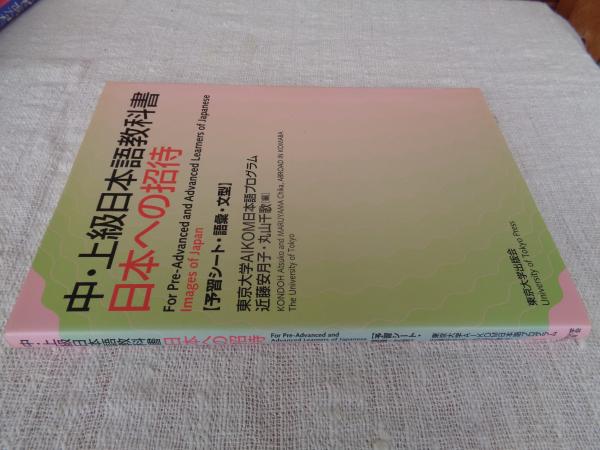 中・上級日本語教科書
日本への招待
For Pre-Advanced and Advanced Learners of Japanese
Images of Japan
【予習シート・語彙・文型】
東京大学AIKOM日本語プログラム
近藤安月子・丸山千歌[編]
KONDOH Atsuko and MARUYAMA Chika, ABROAD IN KOMABA
The University of Tokyo
東京大学出版会
University of Tokyo Press
中・上級日本語教科書 日本への招待
For Pre-Advanced and
Advanced Learners of Japanese
【予習シート・
東京大学AIKOM日本語プログラム